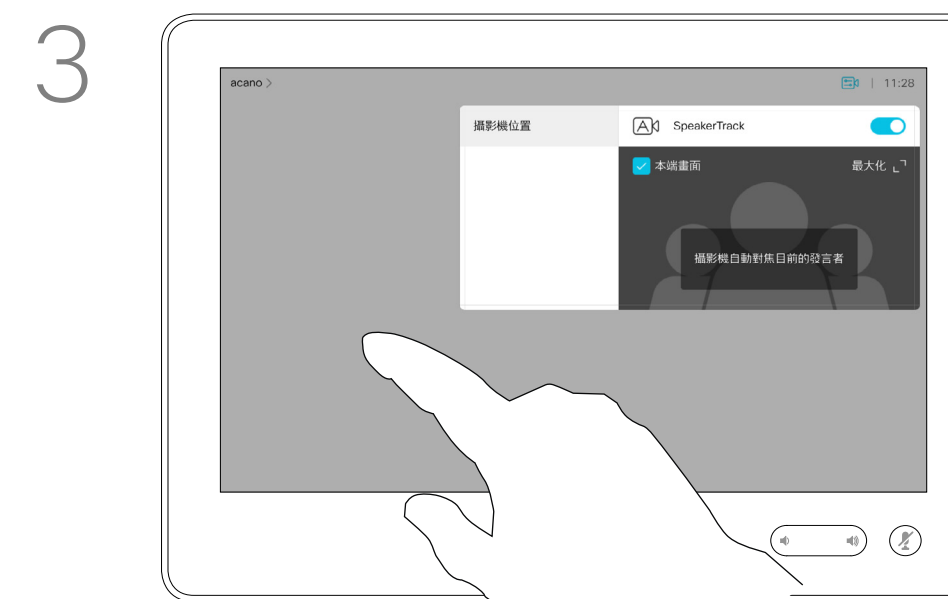 3
acano >
11:28
攝影機位置
SpeakerTrack
本端畫面
最大化
攝影機自動對焦目前的發言者